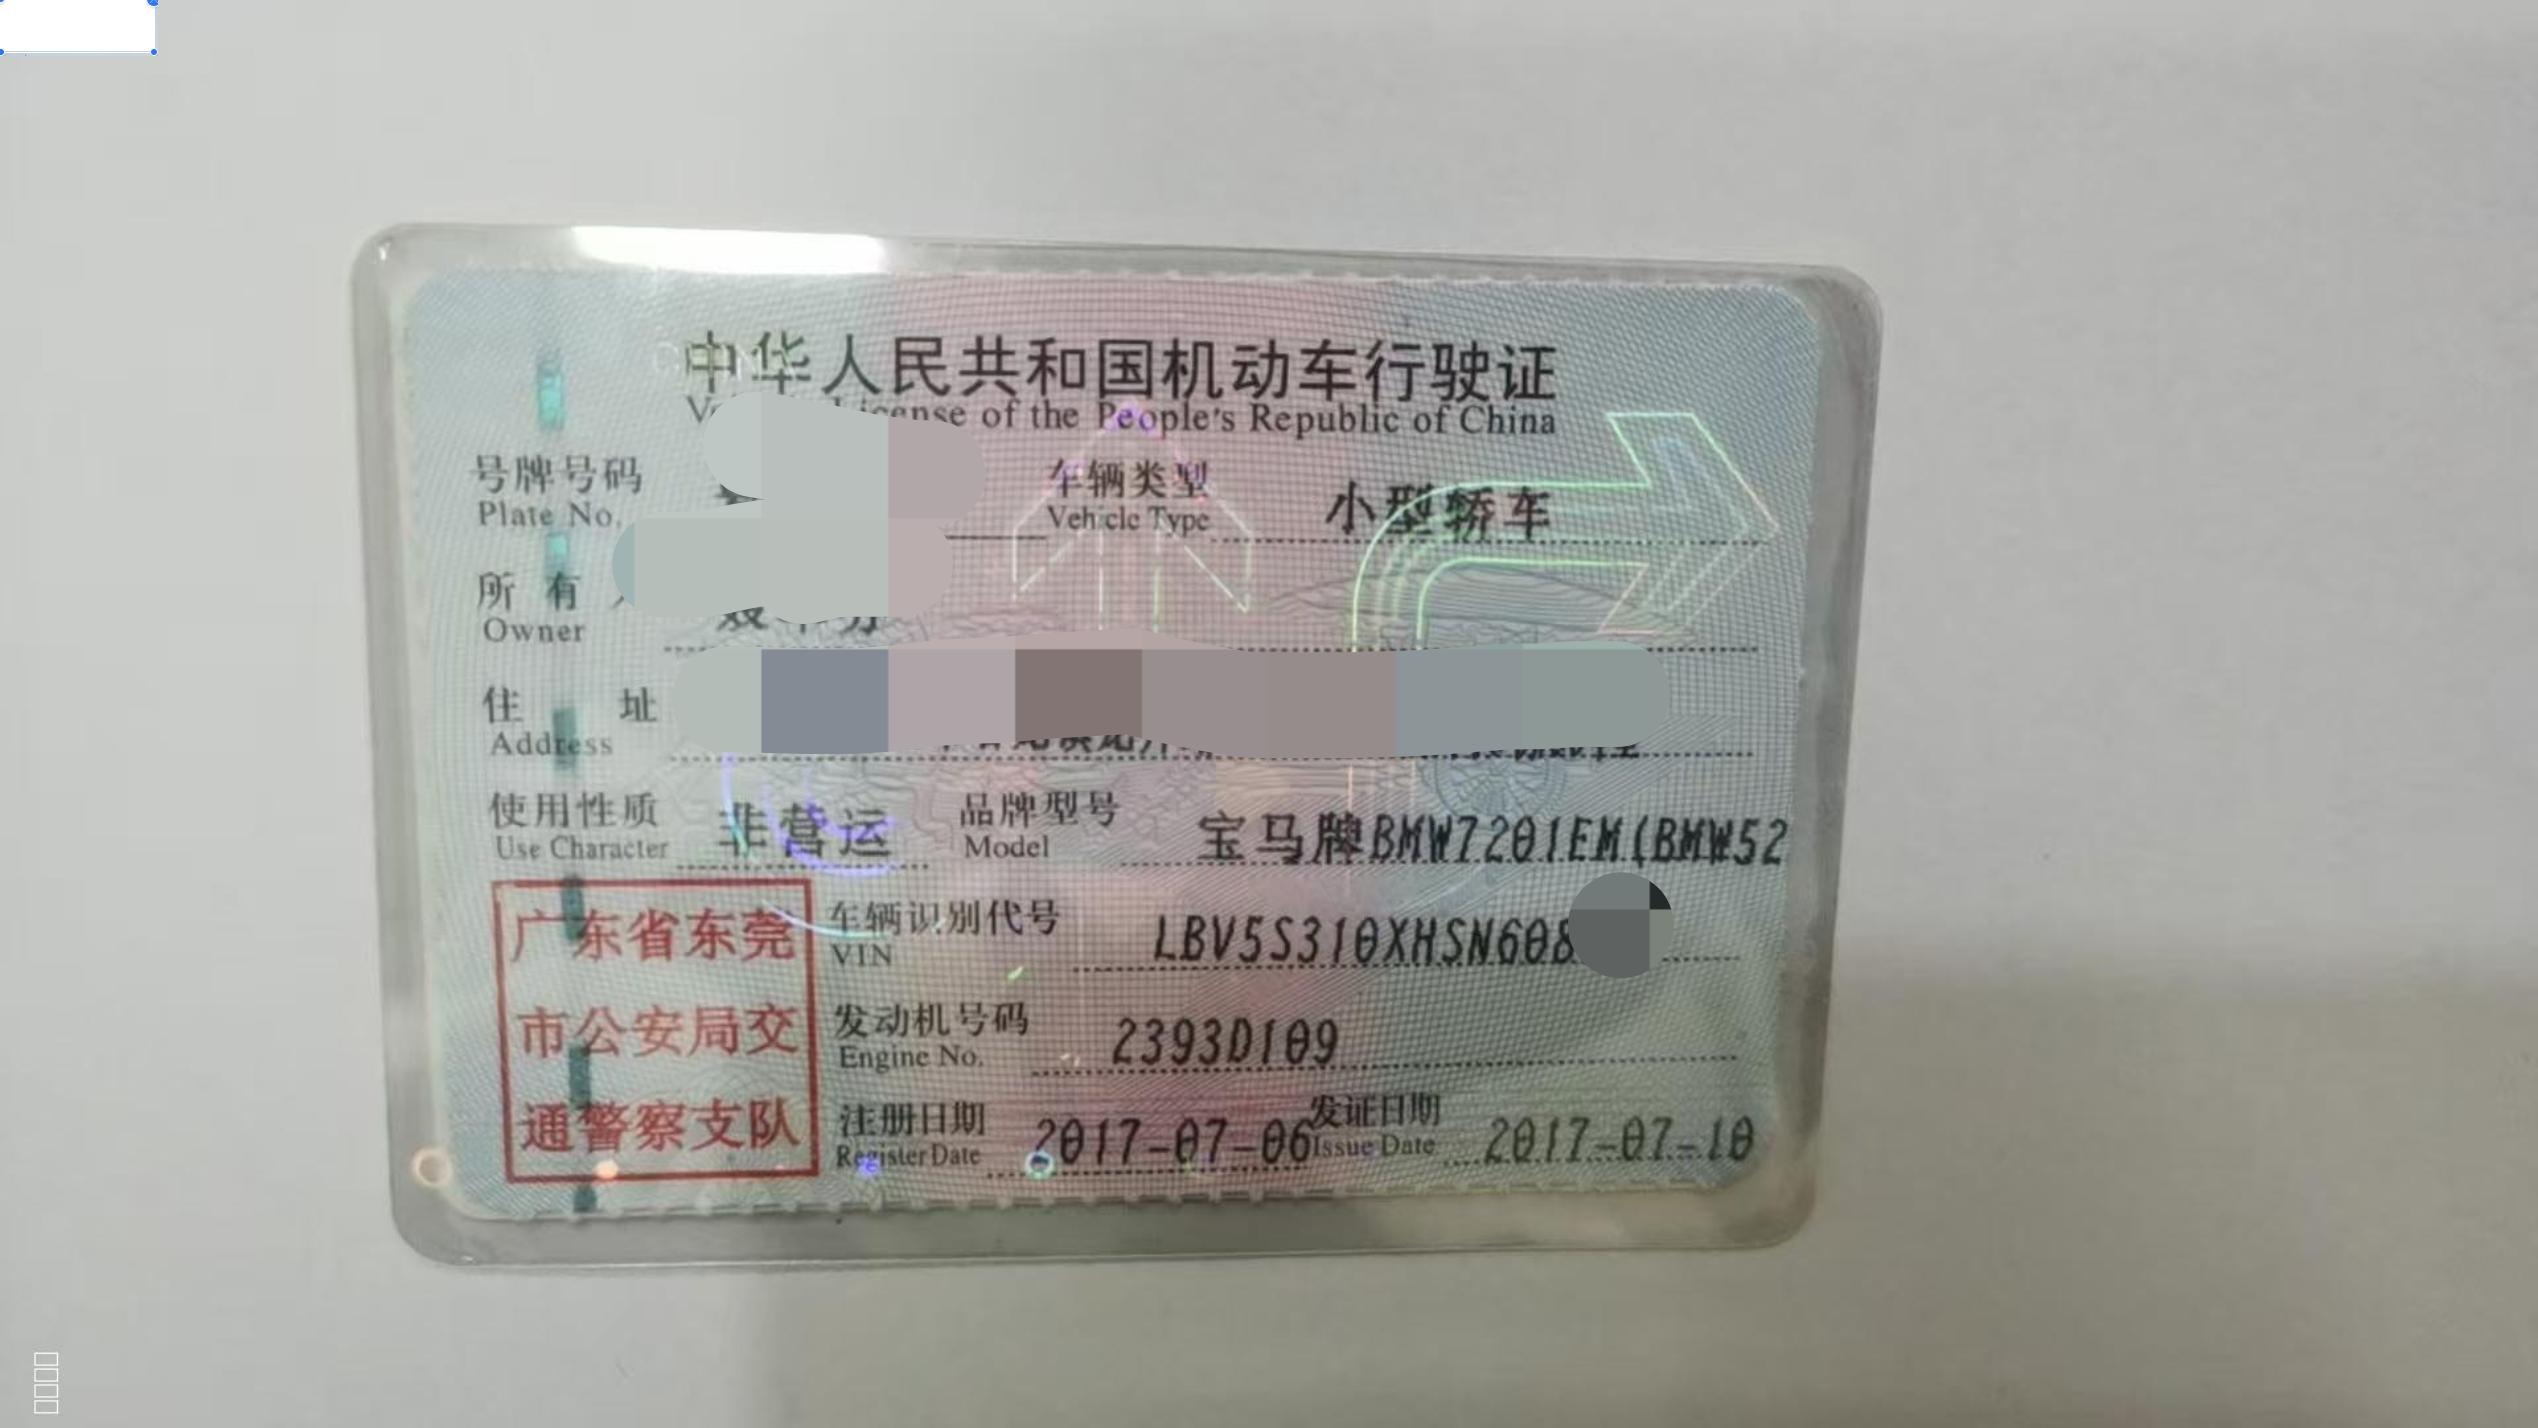 中华人民共和国机动车行驶证
License of the People's Republic of China
号牌号码
Plate No.
车辆类型 小型轿车
Vehicle Type
所有
Owner
住址
Address
使用性质 非营运
Use Character
品牌型号 宝马牌BMW7201EM(BMW52
Model
广东省东莞
市公安局交
通警察支队
车辆识别代号 LBV5S310XHSN608
VIN
发动机号码 2393D109
Engine No.
注册日期 2017-07-06
Register Date
发证日期 2017-07-10
Issue Date